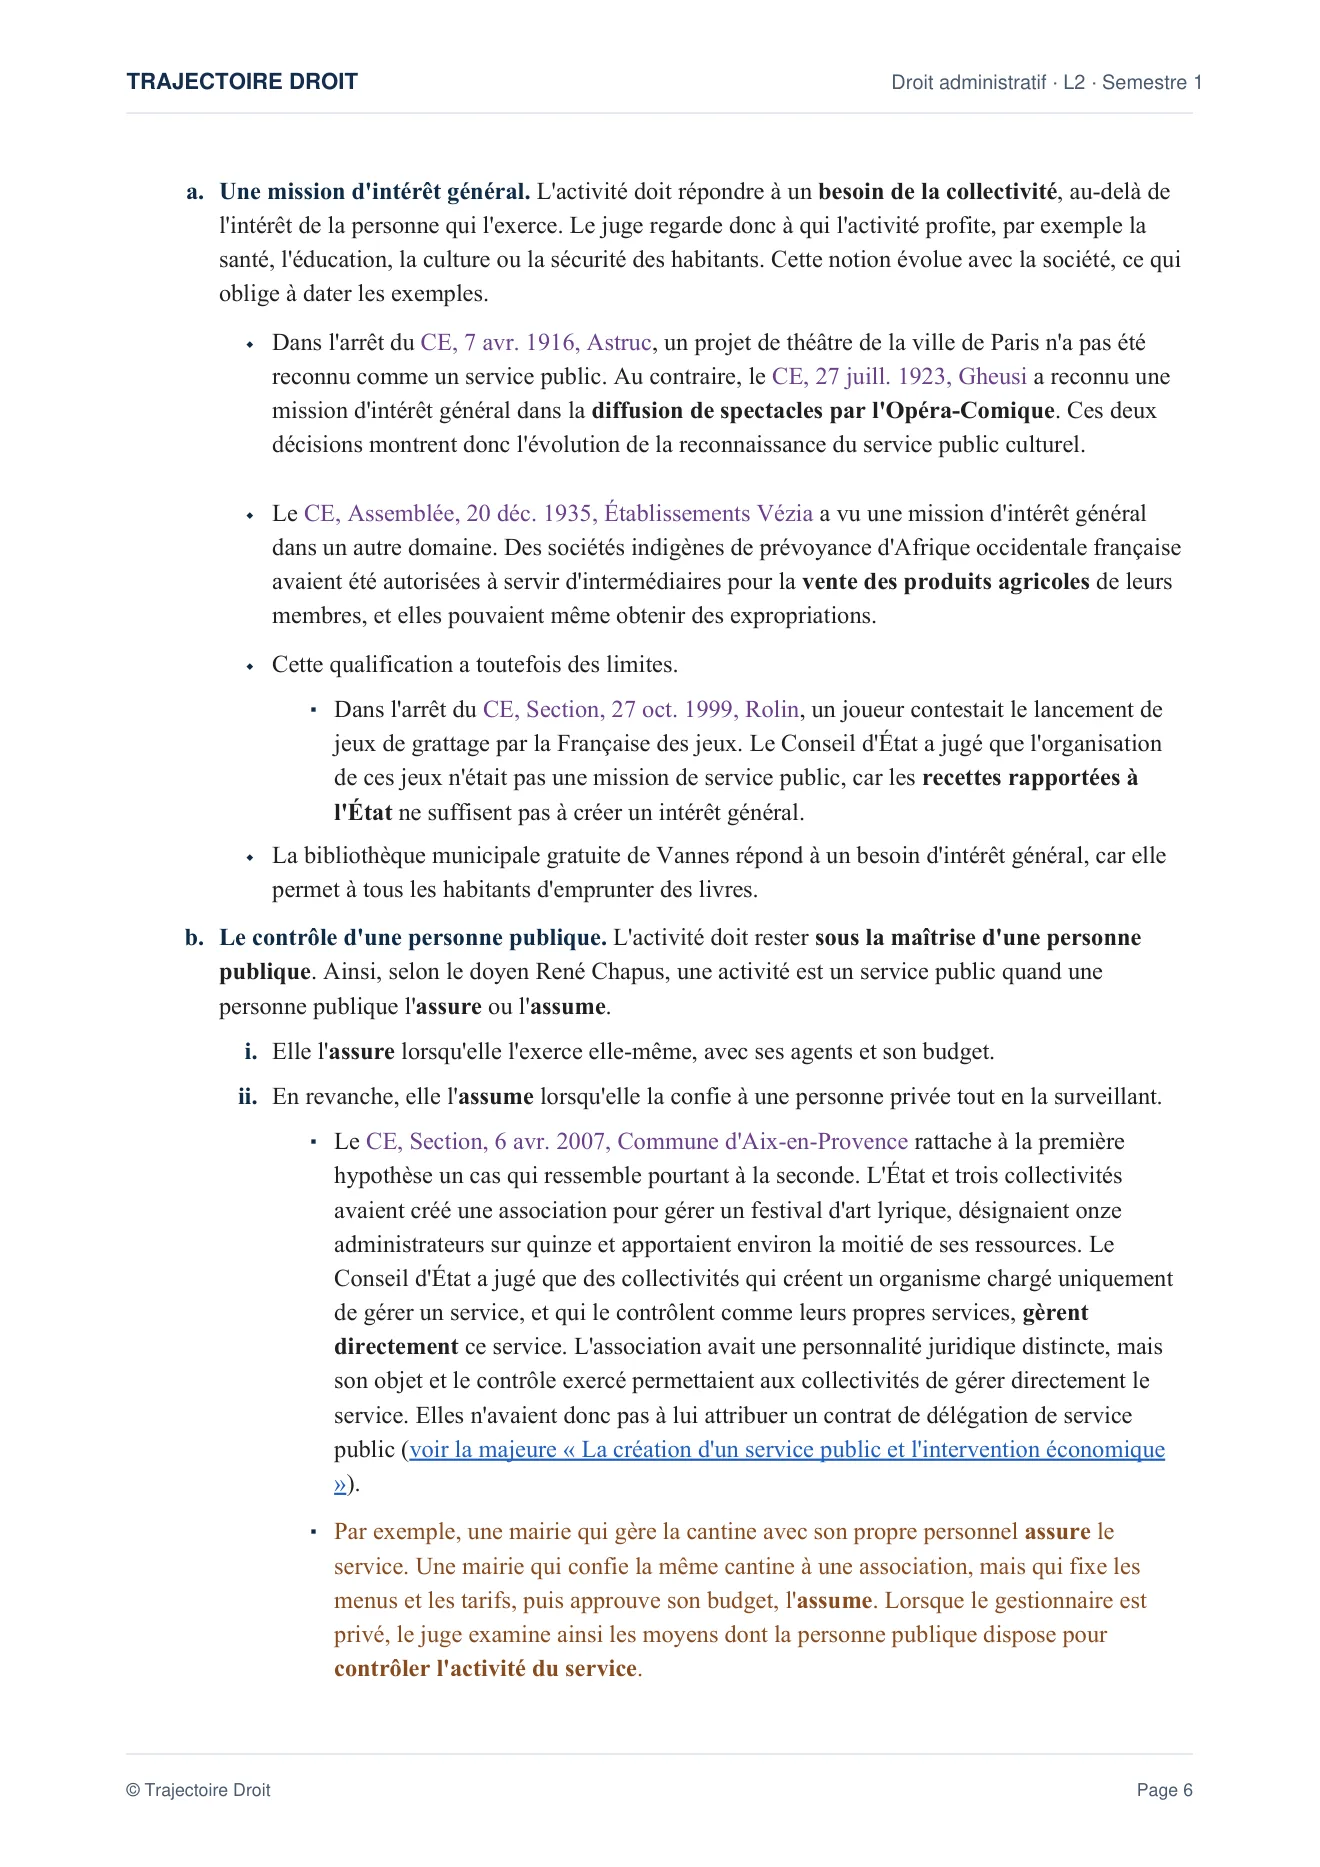 TRAJECTOIRE DROIT
Droit administratif · L2 · Semestre 1
a. Une mission d'intérêt général. L'activité doit répondre à un besoin de la collectivité, au-delà de
l'intérêt de la personne qui l'exerce. Le juge regarde donc à qui l'activité profite, par exemple la
santé, l'éducation, la culture ou la sécurité des habitants. Cette notion évolue avec la société, ce qui
oblige à dater les exemples.
⬩ Dans l'arrêt du CE, 7 avr. 1916, Astruc, un projet de théâtre de la ville de Paris n'a pas été
reconnu comme un service public. Au contraire, le CE, 27 juill. 1923, Gheusi a reconnu une
mission d'intérêt général dans la diffusion de spectacles par l'Opéra-Comique. Ces deux
décisions montrent donc l'évolution de la reconnaissance du service public culturel.
⬩ Le CE, Assemblée, 20 déc. 1935, Établissements Vézia a vu une mission d'intérêt général
dans un autre domaine. Des sociétés indigènes de prévoyance d'Afrique occidentale française
avaient été autorisées à servir d'intermédiaires pour la vente des produits agricoles de leurs
membres, et elles pouvaient même obtenir des expropriations.
⬩ Cette qualification a toutefois des limites.
▪ Dans l'arrêt du CE, Section, 27 oct. 1999, Rolin, un joueur contestait le lancement de
jeux de grattage par la Française des jeux. Le Conseil d'État a jugé que l'organisation
de ces jeux n'était pas une mission de service public, car les recettes rapportées à
l'État ne suffisent pas à créer un intérêt général.
⬩ La bibliothèque municipale gratuite de Vannes répond à un besoin d'intérêt général, car elle
permet à tous les habitants d'emprunter des livres.
b. Le contrôle d'une personne publique. L'activité doit rester sous la maîtrise d'une personne
publique. Ainsi, selon le doyen René Chapus, une activité est un service public quand une
personne publique l'assure ou l'assume.
i. Elle l'assure lorsqu'elle l'exerce elle-même, avec ses agents et son budget.
ii. En revanche, elle l'assume lorsqu'elle la confie à une personne privée tout en la surveillant.
▪ Le CE, Section, 6 avr. 2007, Commune d'Aix-en-Provence rattache à la première
hypothèse un cas qui ressemble pourtant à la seconde. L'État et trois collectivités
avaient créé une association pour gérer un festival d'art lyrique, désignaient onze
administrateurs sur quinze et apportaient environ la moitié de ses ressources. Le
Conseil d'État a jugé que des collectivités qui créent un organisme chargé uniquement
de gérer un service, et qui le contrôlent comme leurs propres services, gèrent
directement ce service. L'association avait une personnalité juridique distincte, mais
son objet et le contrôle exercé permettaient aux collectivités de gérer directement le
service. Elles n'avaient donc pas à lui attribuer un contrat de délégation de service
public (voir la majeure « La création d'un service public et l'intervention économique
»).
▪ Par exemple, une mairie qui gère la cantine avec son propre personnel assure le
service. Une mairie qui confie la même cantine à une association, mais qui fixe les
menus et les tarifs, puis approuve son budget, l'assume. Lorsque le gestionnaire est
privé, le juge examine ainsi les moyens dont la personne publique dispose pour
contrôler l'activité du service.
© Trajectoire Droit
Page 6